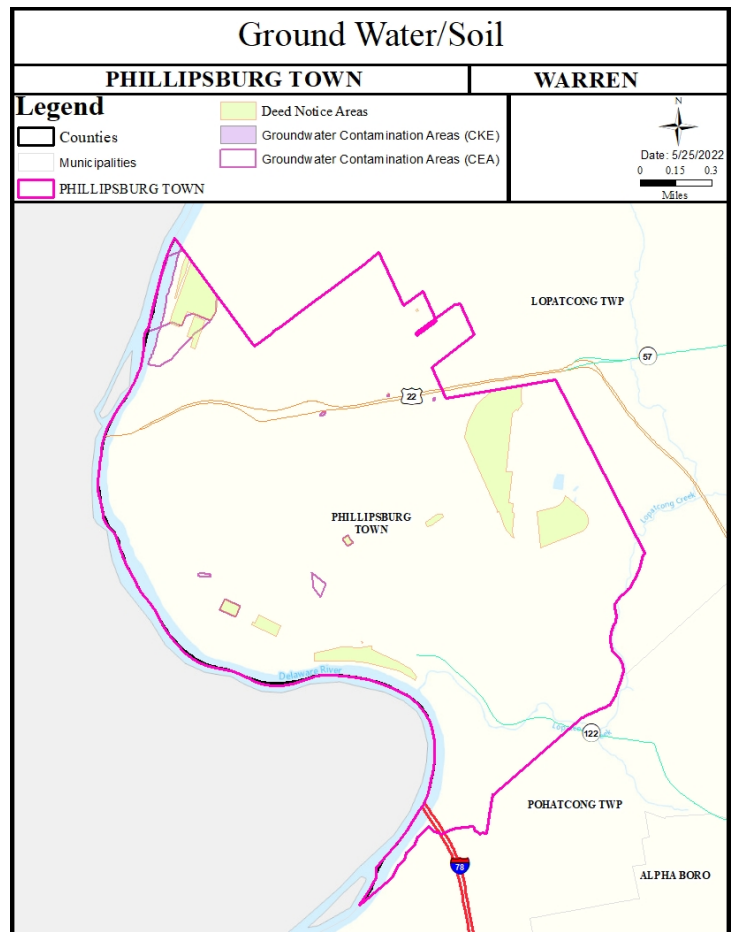 Ground Water/Soil
PHILLIPSBURG TOWN
WARREN
Legend
Counties
Municipalities
PHILLIPSBURG TOWN
Deed Notice Areas
Groundwater Contamination Areas (CKE)
Groundwater Contamination Areas (CEA)
N
Date: 5/25/2022
0 0.15 0.3
Miles
LOPATCONG TWP
57
22
Lopatcong Creek
PHILLIPSBURG
TOWN
Delaware River
122
POHATCONG TWP
78
ALPHA BORO